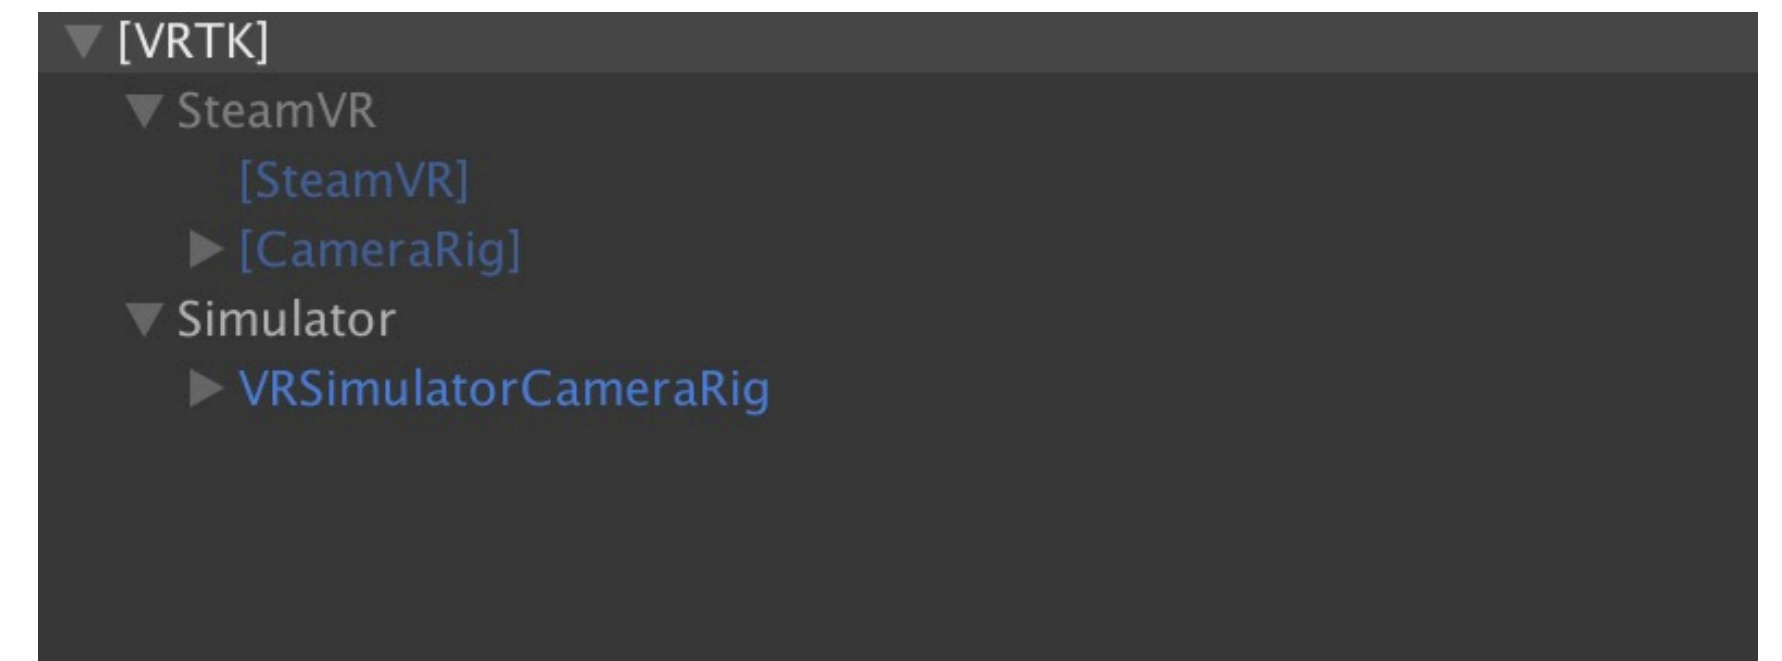 [VRTK]
SteamVR
[SteamVR]
[CameraRig]
Simulator
VRSimulatorCameraRig